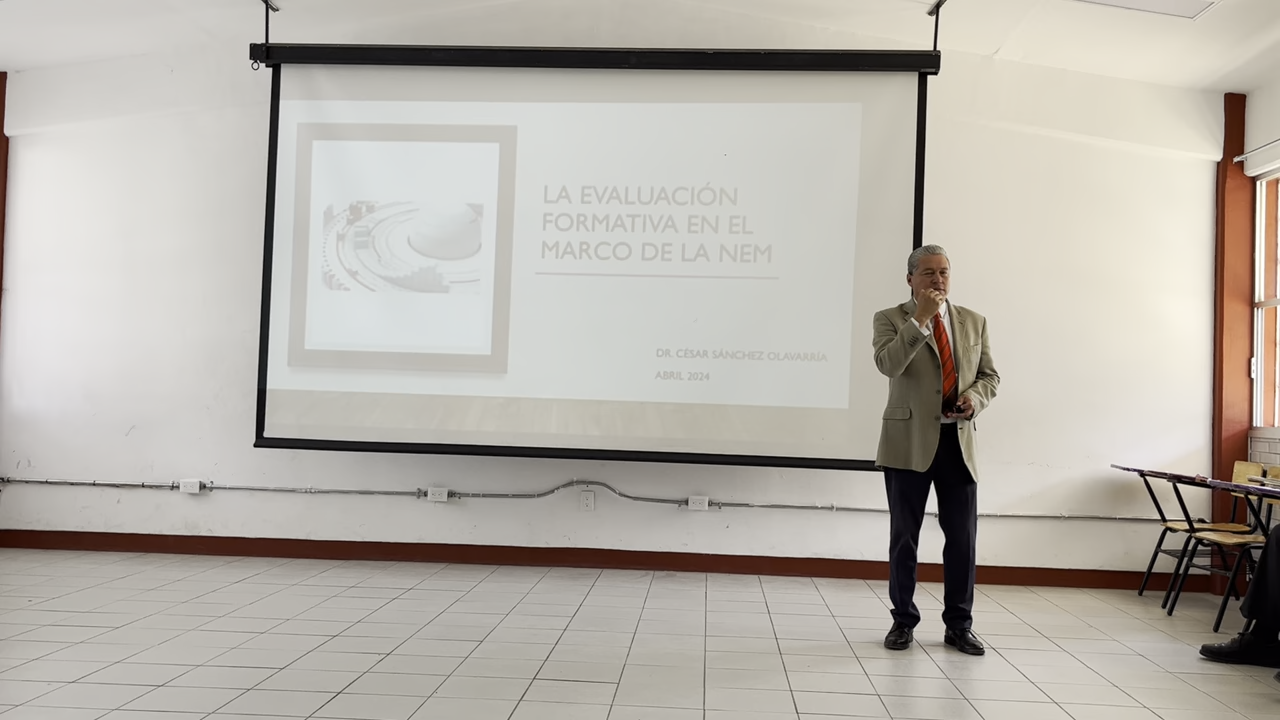 LA EVALUACIÓN
FORMATIVA EN EL
MARCO DE LA NEM
DR. CÉSAR SÁNCHEZ OLAVARRÍA
ABRIL 2024